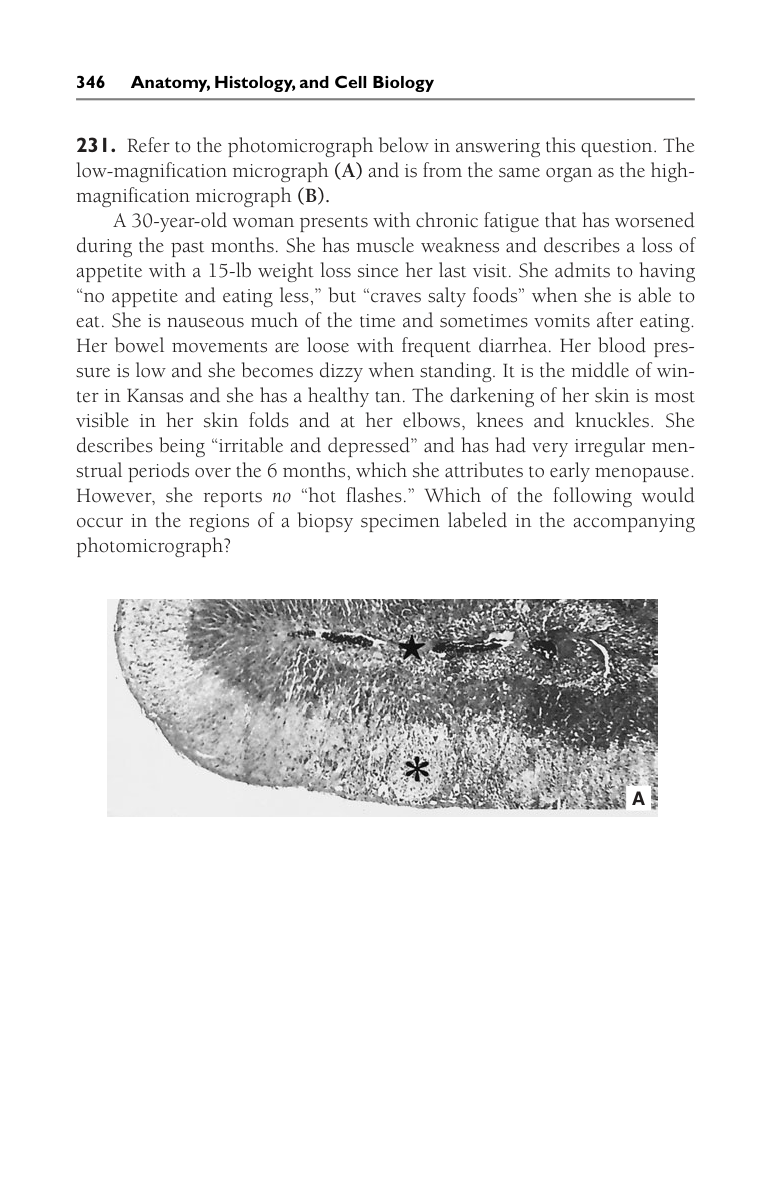 346 Anatomy, Histology, and Cell Biology
231. Refer to the photomicrograph below in answering this question. The
low-magnification micrograph (A) and is from the same organ as the high-
magnification micrograph (B).
A 30-year-old woman presents with chronic fatigue that has worsened
during the past months. She has muscle weakness and describes a loss of
appetite with a 15-lb weight loss since her last visit. She admits to having
“no appetite and eating less,” but “craves salty foods” when she is able to
eat. She is nauseous much of the time and sometimes vomits after eating.
Her bowel movements are loose with frequent diarrhea. Her blood pres-
sure is low and she becomes dizzy when standing. It is the middle of win-
ter in Kansas and she has a healthy tan. The darkening of her skin is most
visible in her skin folds and at her elbows, knees and knuckles. She
describes being “irritable and depressed” and has had very irregular men-
strual periods over the 6 months, which she attributes to early menopause.
However, she reports no “hot flashes.” Which of the following would
occur in the regions of a biopsy specimen labeled in the accompanying
photomicrograph?
A